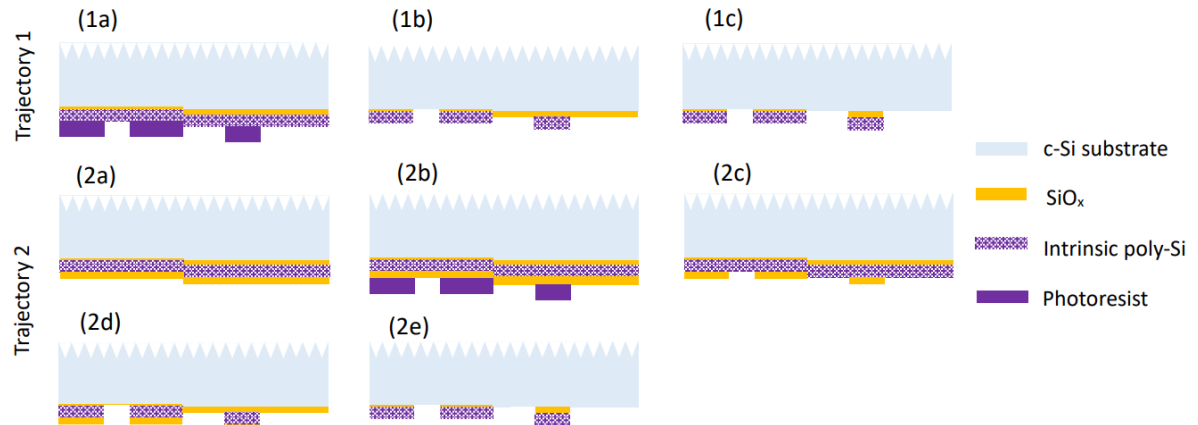 Trajectory 1
(1a)
(1b)
(1c)
Trajectory 2
(2a)
(2b)
(2c)
(2d)
(2e)
c-Si substrate
SiOₓ
Intrinsic poly-Si
Photoresist